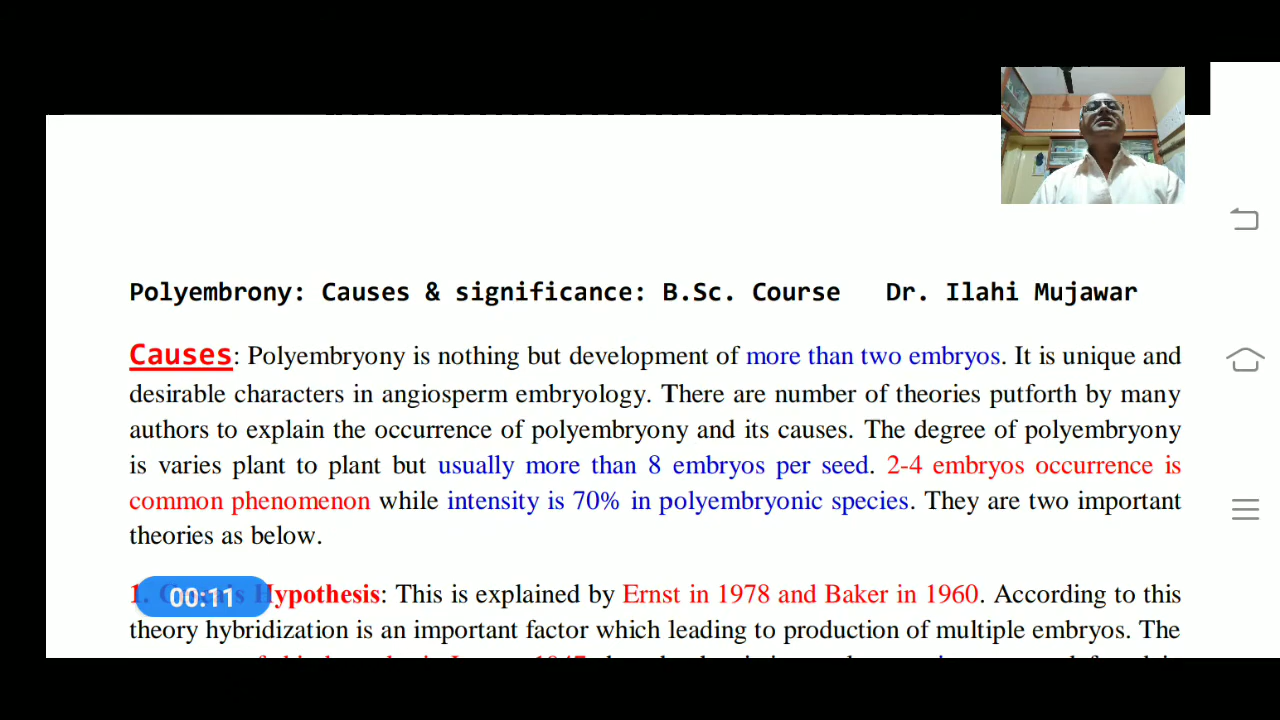 Polyembrony: Causes & significance: B.Sc. Course Dr. Ilahi Mujawar
Causes: Polyembryony is nothing but development of more than two embryos. It is unique and
desirable characters in angiosperm embryology. There are number of theories putforth by many
authors to explain the occurrence of polyembryony and its causes. The degree of polyembryony
is varies plant to plant but usually more than 8 embryos per seed. 2-4 embryos occurrence is
common phenomenon while intensity is 70% in polyembryonic species. They are two important
theories as below.
1. Hypothesis: This is explained by Ernst in 1978 and Baker in 1960. According to this
00:11
theory hybridization is an important factor which leading to production of multiple embryos. The